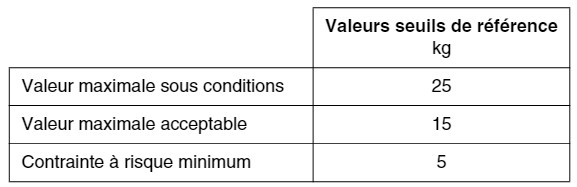 Valeurs seuils de référence
kg
Valeur maximale sous conditions 25
Valeur maximale acceptable 15
Contrainte à risque minimum 5